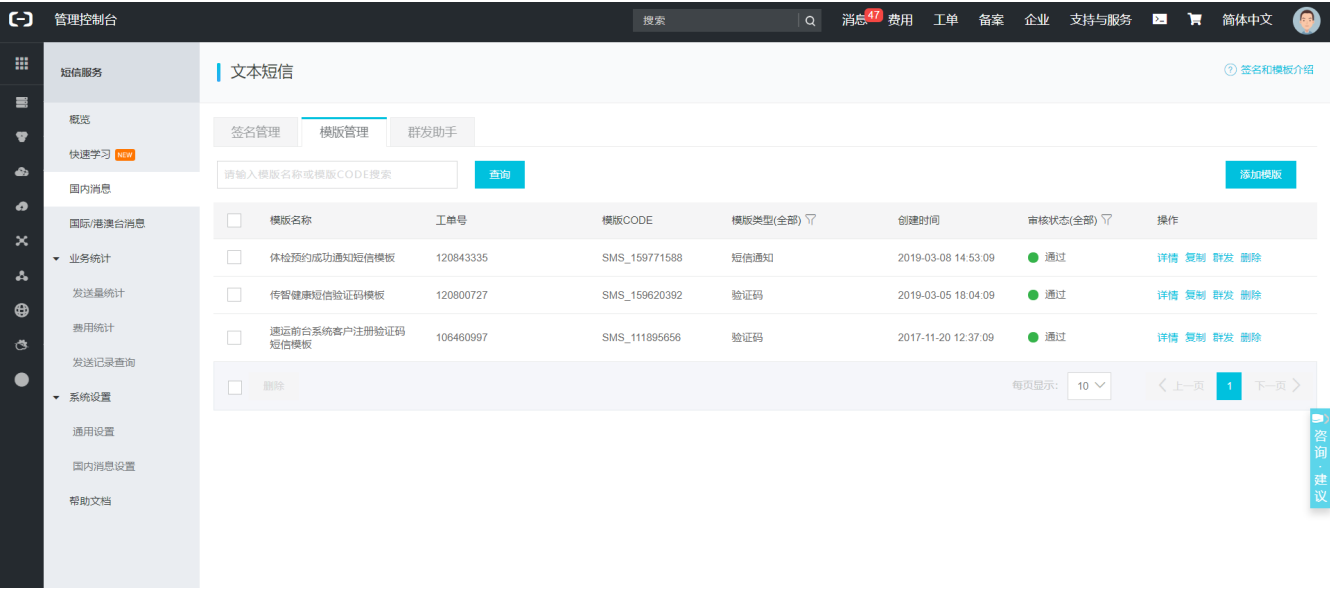 管理控制台
搜索
消息 47
费用
工单
备案
企业
支持与服务
简体中文
短信服务
概览
快速学习 NEW
国内消息
国际/港澳台消息
业务统计
发送量统计
费用统计
发送记录查询
系统设置
通用设置
国内消息设置
帮助文档
文本短信
签名和模板介绍
签名管理
模版管理
群发助手
请输入模版名称或模版CODE搜索
查询
添加模版
模版名称 工单号 模版CODE 模版类型(全部) 创建时间 审核状态(全部) 操作
体检预约成功通知短信模板 120843335 SMS_159771588 短信通知 2019-03-08 14:53:09 通过 详情 复制 群发 删除
传智健康短信验证码模板 120800727 SMS_159620392 验证码 2019-03-05 18:04:09 通过 详情 复制 群发 删除
速运前台系统客户注册验证码
短信模板 106460997 SMS_111895656 验证码 2017-11-20 12:37:09 通过 详情 复制 群发 删除
删除 每页显示: 10 上一页 1 下一页
咨询·建议